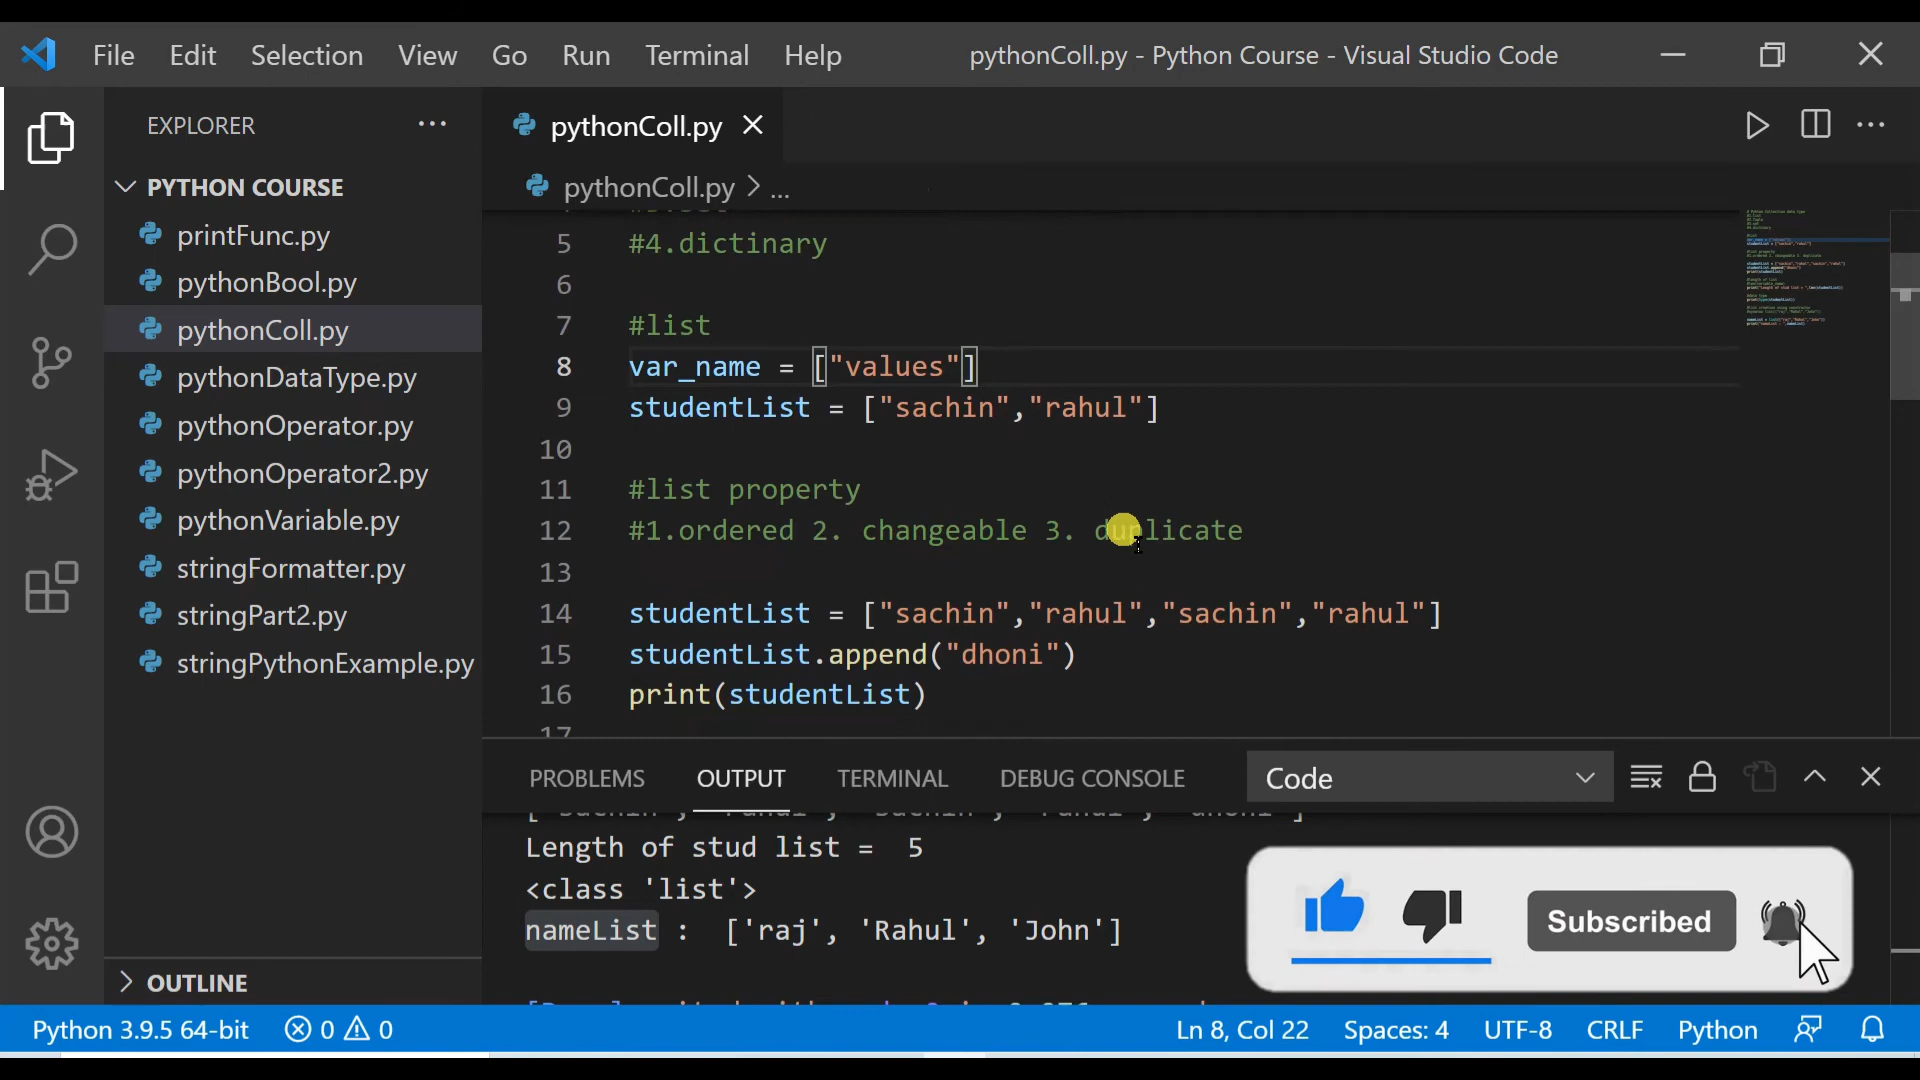 File Edit Selection View Go Run Terminal Help pythonColl.py - Python Course - Visual Studio Code
EXPLORER
PYTHON COURSE
printFunc.py
pythonBool.py
pythonColl.py
pythonDataType.py
pythonOperator.py
pythonOperator2.py
pythonVariable.py
stringFormatter.py
stringPart2.py
stringPythonExample.py
OUTLINE
pythonColl.py
pythonColl.py > ...
5 #4.dictinary
6
7 #list
8 var_name = ["values"]
9 studentList = ["sachin","rahul"]
10
11 #list property
12 #1.ordered 2. changeable 3. duplicate
13
14 studentList = ["sachin","rahul","sachin","rahul"]
15 studentList.append("dhoni")
16 print(studentList)
17
PROBLEMS OUTPUT TERMINAL DEBUG CONSOLE Code
Length of stud list =  5
<class 'list'>
nameList :  ['raj', 'Rahul', 'John']
Subscribed
Python 3.9.5 64-bit 0 0 Ln 8, Col 22 Spaces: 4 UTF-8 CRLF Python